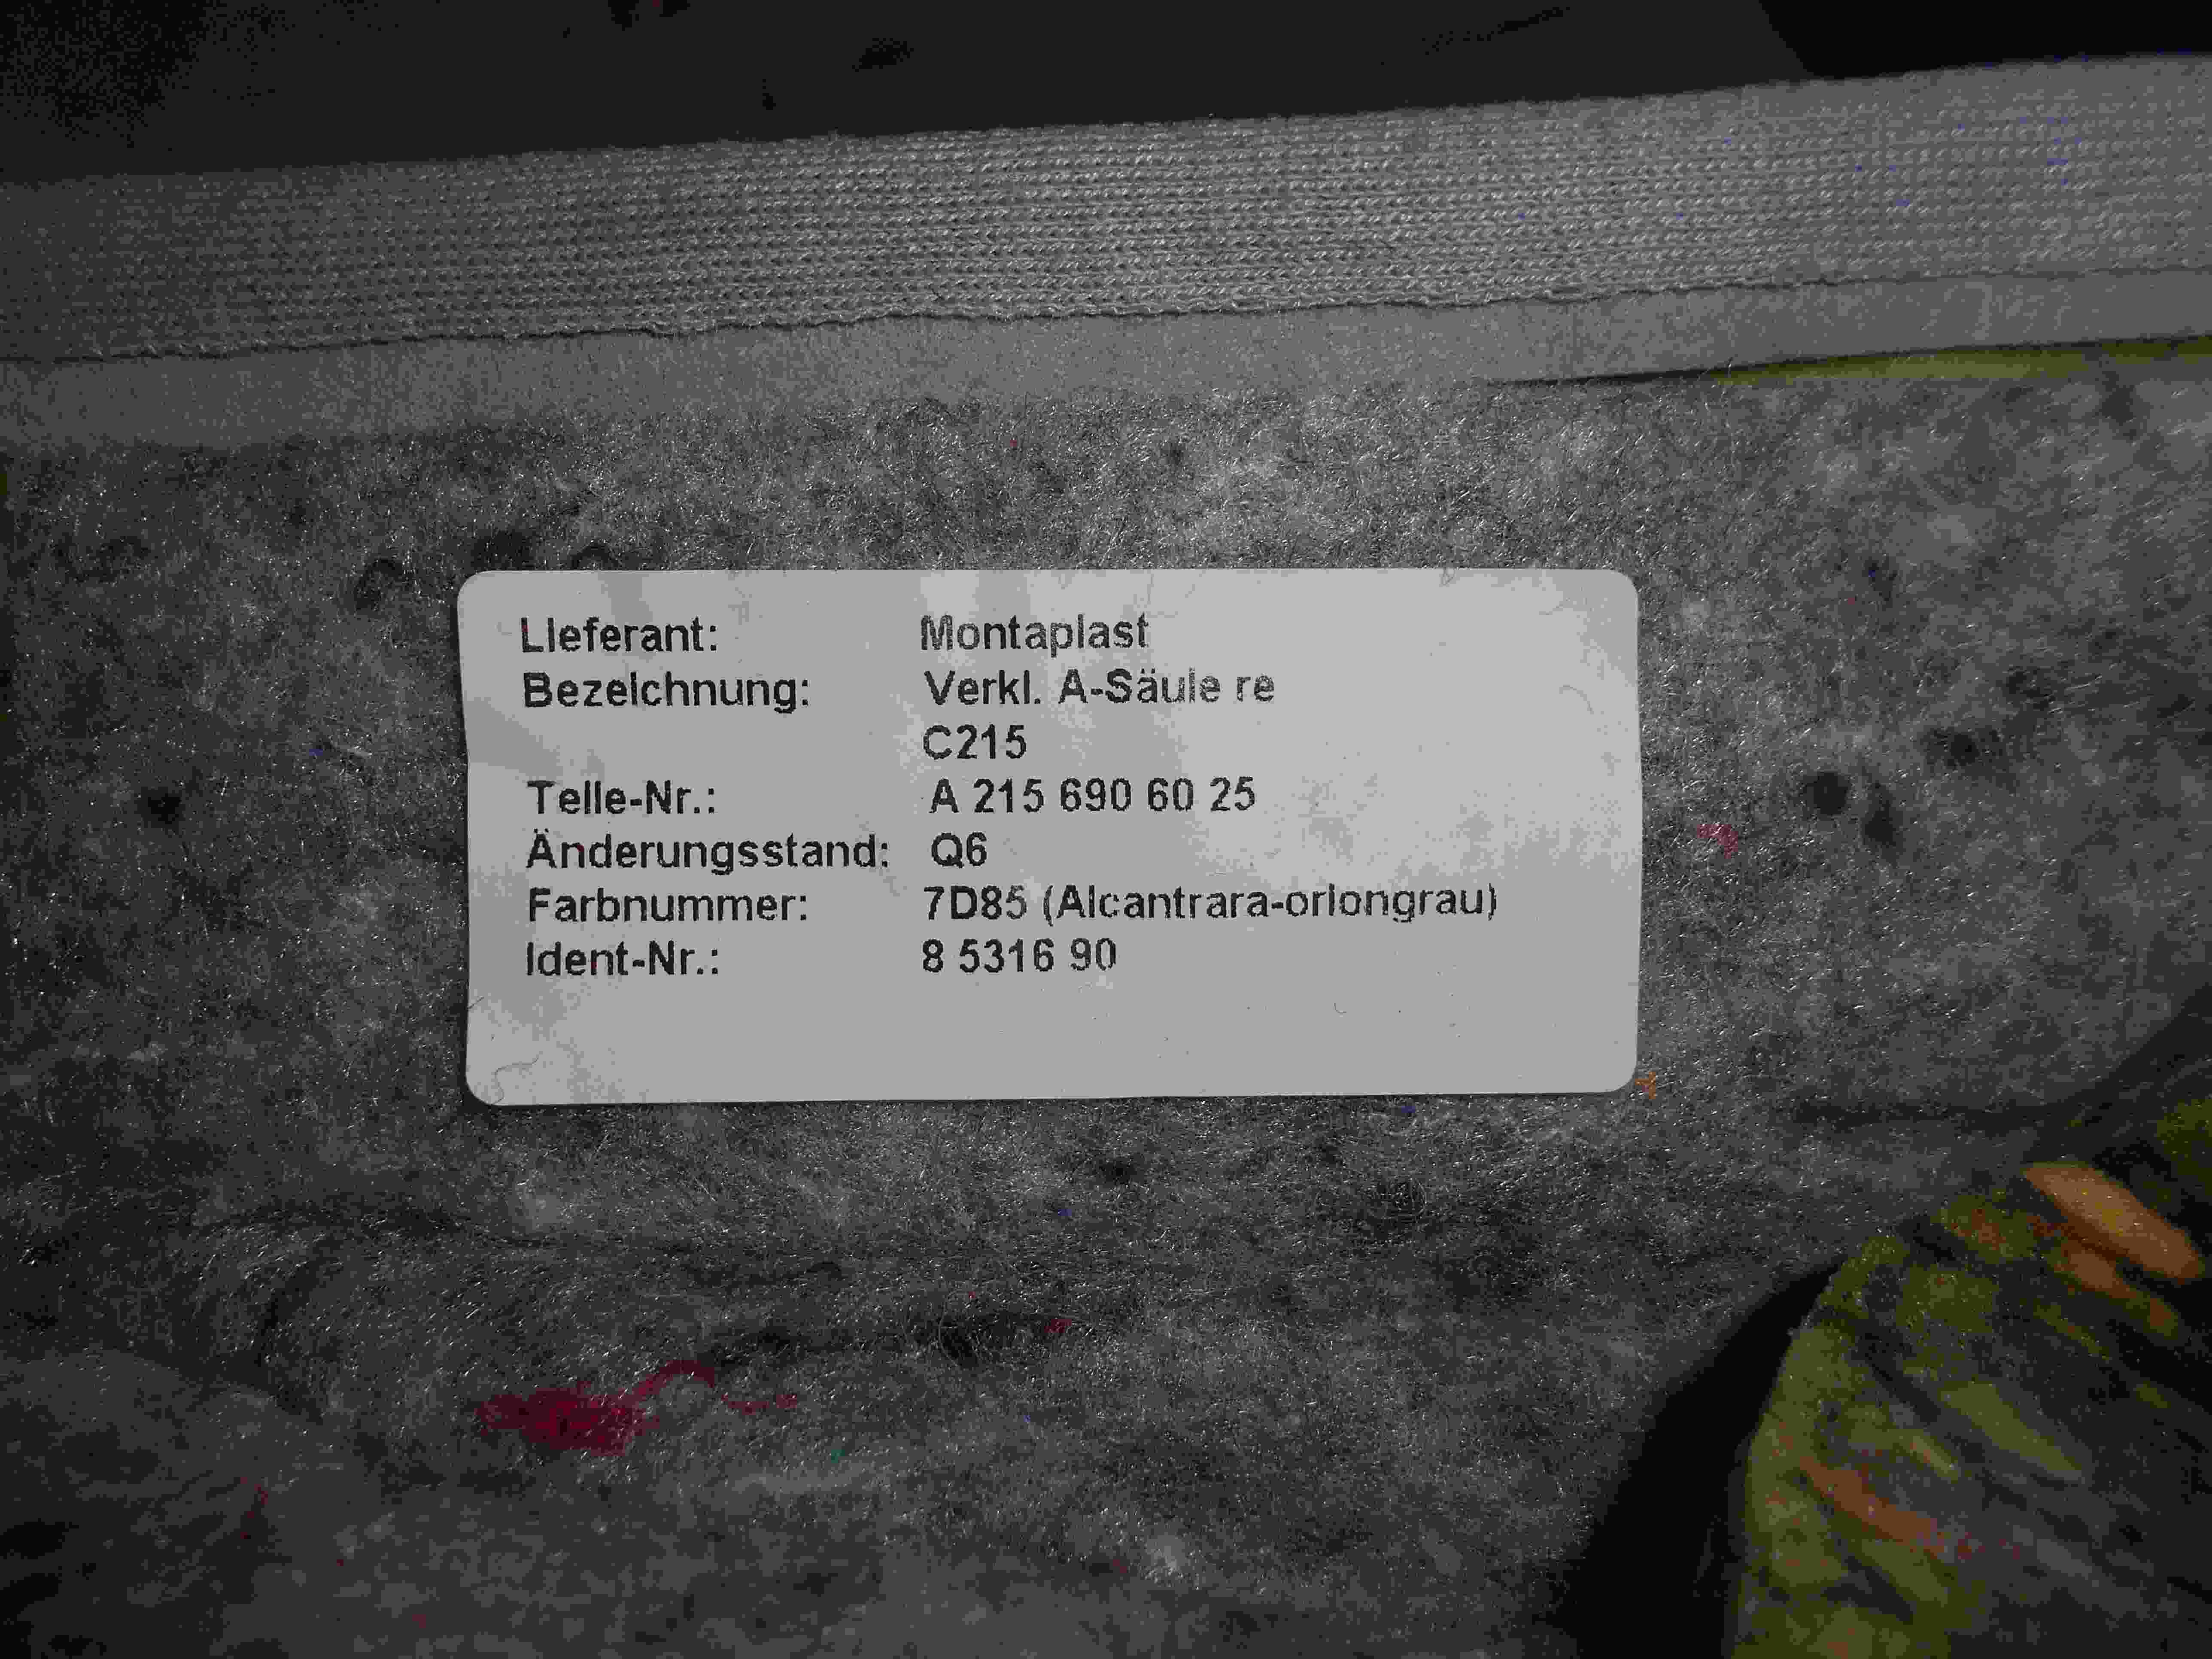 Lieferant: Montaplast
Bezeichnung: Verkl. A-Säule re
C215
Teile-Nr.: A 215 690 60 25
Änderungsstand: Q6
Farbnummer: 7D85 (Alcantrara-oriongrau)
Ident-Nr.: 8 5316 90